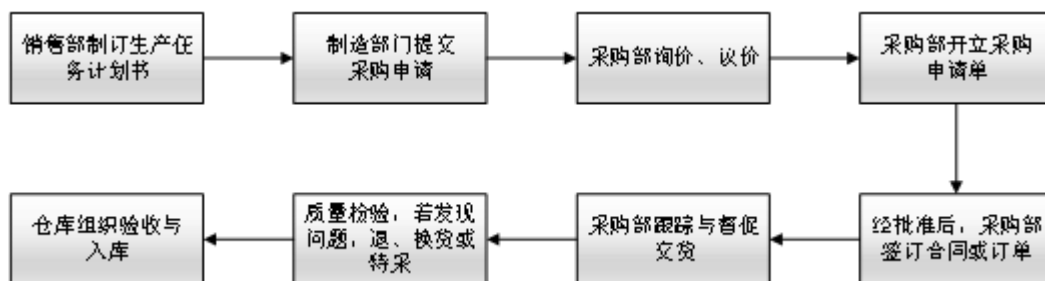 销售部制订生产任
务计划书
制造部门提交
采购申请
采购部询价、议价
采购部开立采购
申请单
经批准后，采购部
签订合同或订单
采购部跟踪与督促
交货
质量检验，若发现
问题，退、换货或
特采
仓库组织验收与
入库